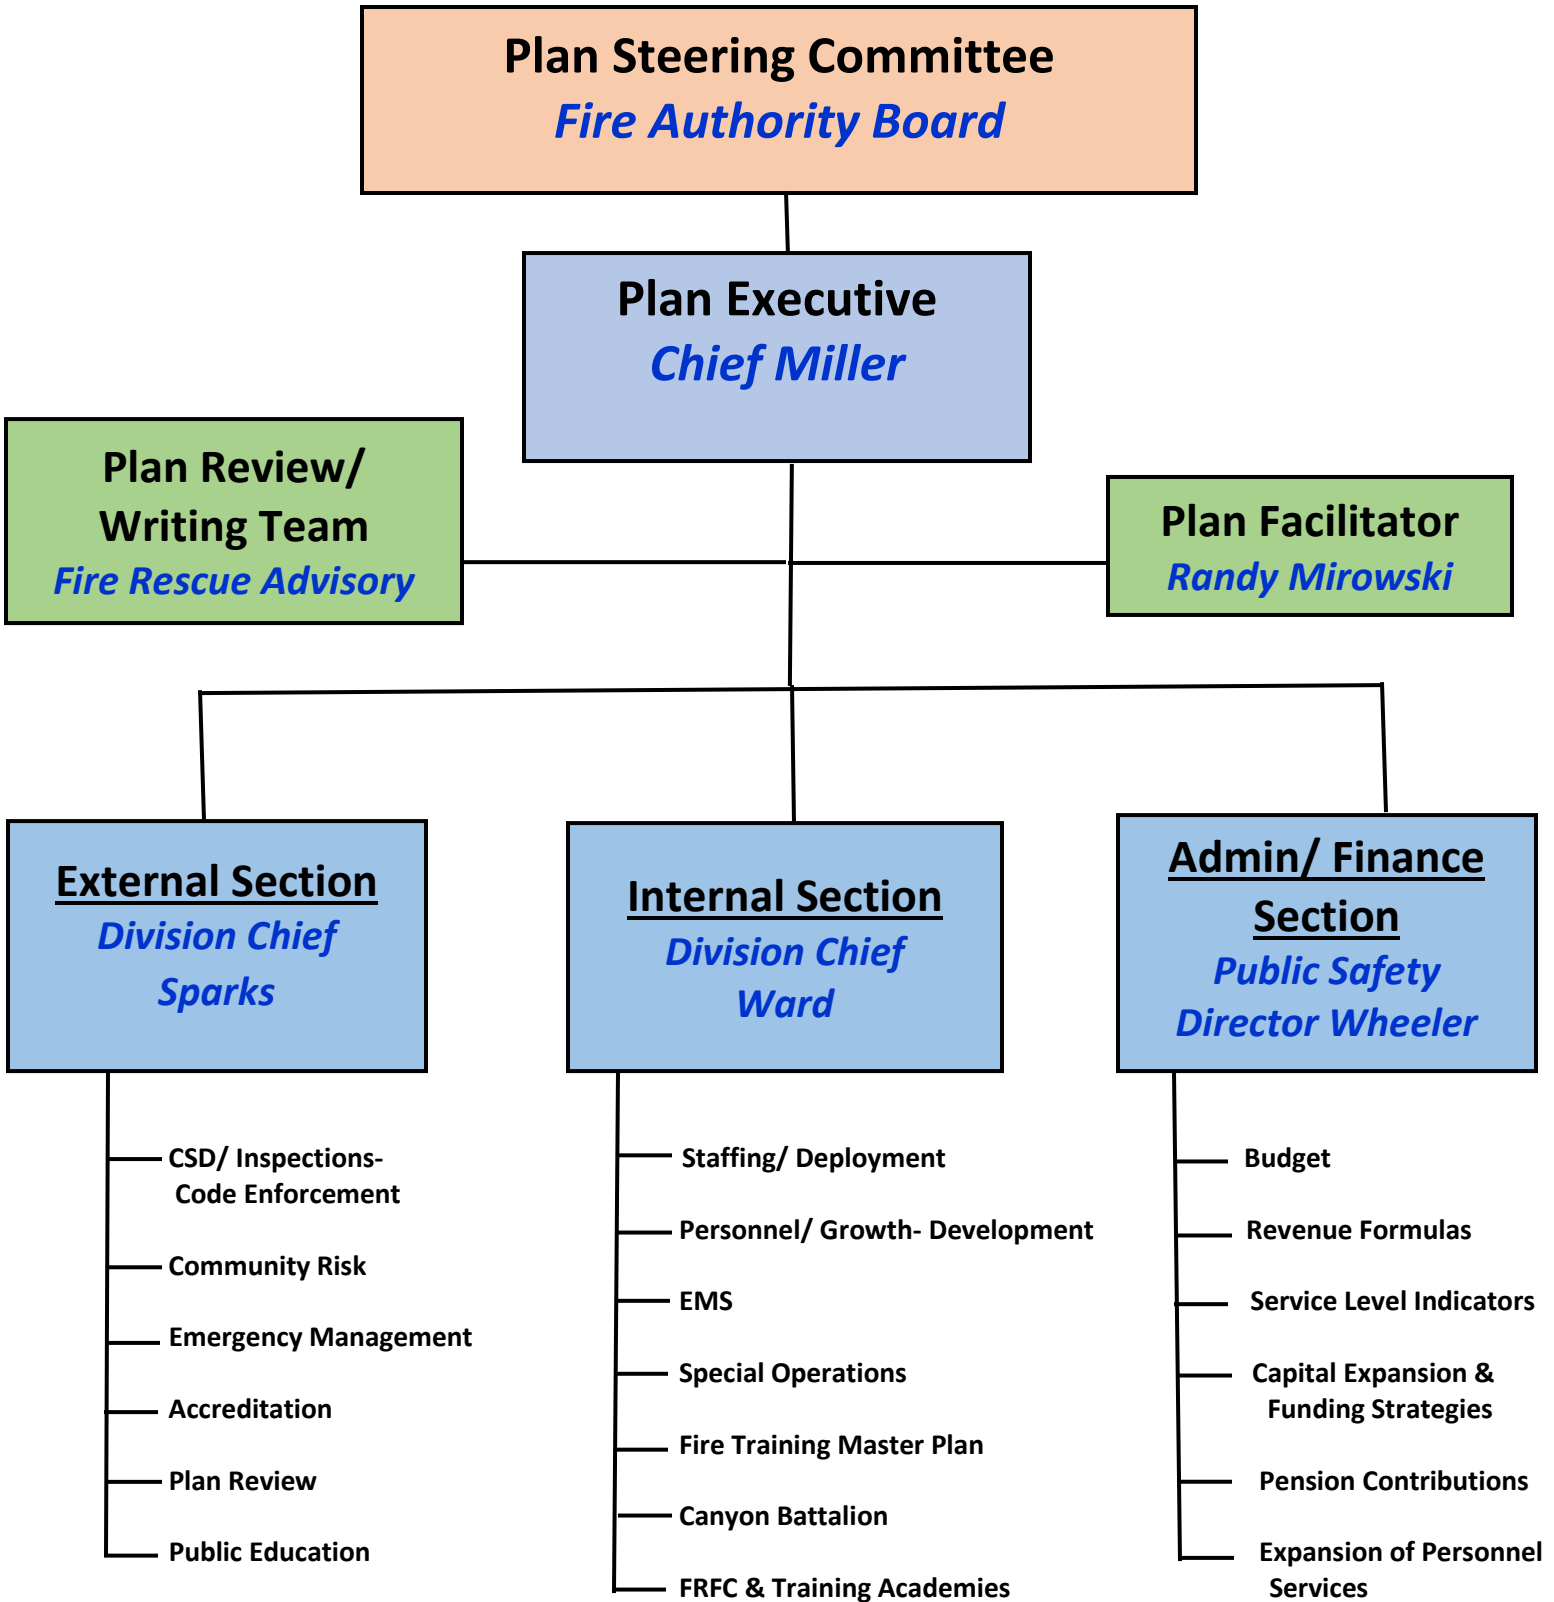 Plan Steering Committee
Fire Authority Board
Plan Executive
Chief Miller
Plan Review/
Writing Team
Fire Rescue Advisory
Plan Facilitator
Randy Mirowski
External Section
Division Chief
Sparks
Internal Section
Division Chief
Ward
Admin/ Finance
Section
Public Safety
Director Wheeler
CSD/ Inspections-
Code Enforcement
Community Risk
Emergency Management
Accreditation
Plan Review
Public Education
Staffing/ Deployment
Personnel/ Growth- Development
EMS
Special Operations
Fire Training Master Plan
Canyon Battalion
FRFC & Training Academies
Budget
Revenue Formulas
Service Level Indicators
Capital Expansion &
Funding Strategies
Pension Contributions
Expansion of Personnel
Services